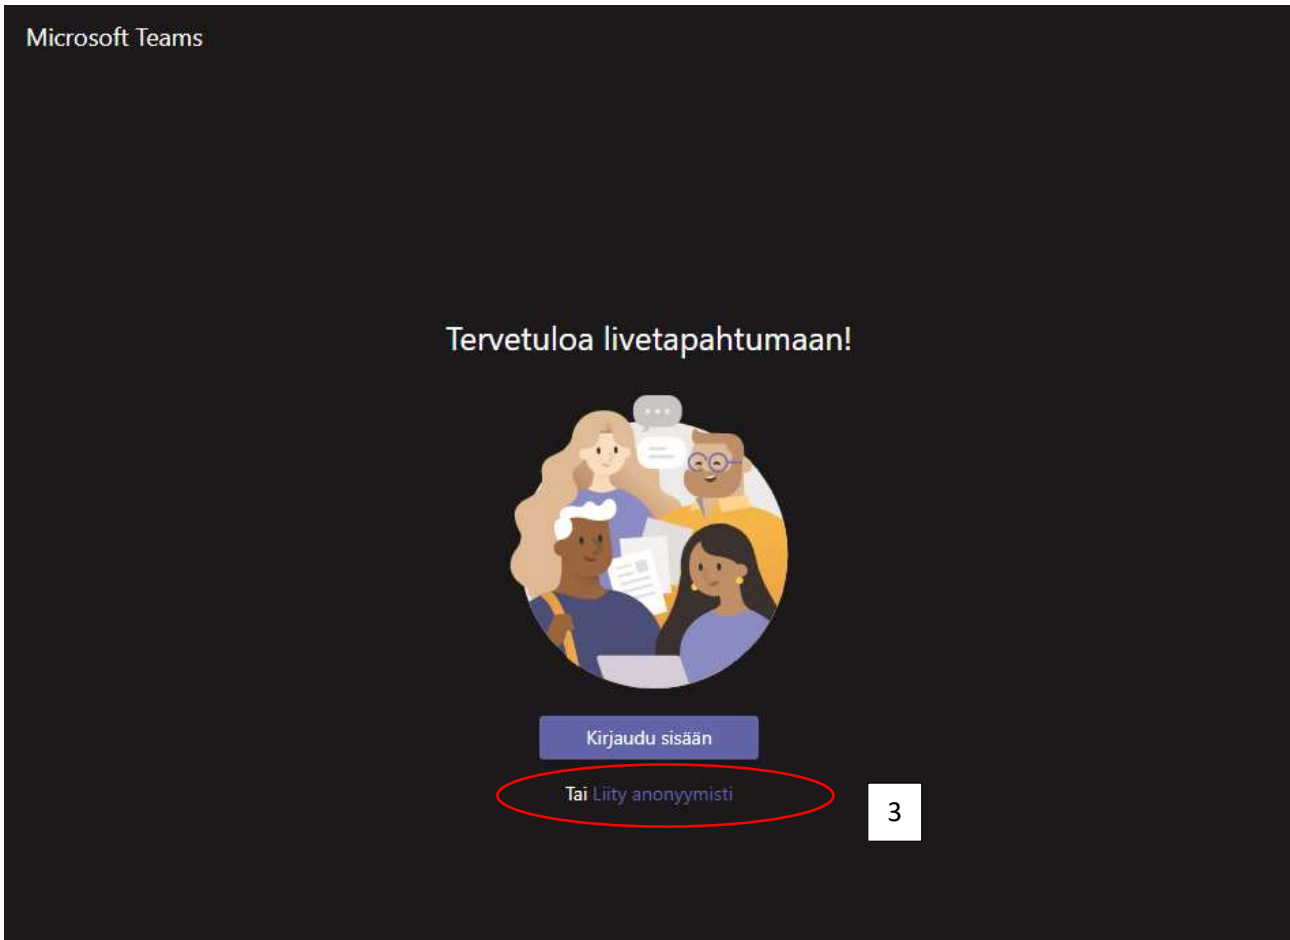 Microsoft Teams
Tervetuloa livetapahtumaan!
Kirjaudu sisään
Tai Liity anonyymisti
3